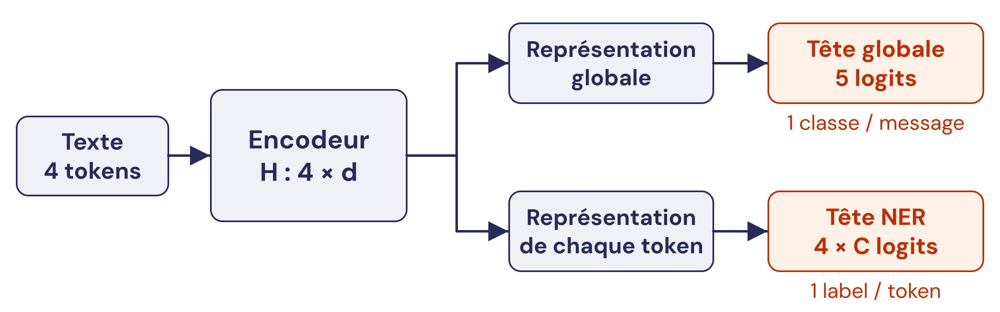 Texte
4 tokens
Encodeur
H : 4 × d
Représentation
globale
Tête globale
5 logits
1 classe / message
Représentation
de chaque token
Tête NER
4 × C logits
1 label / token